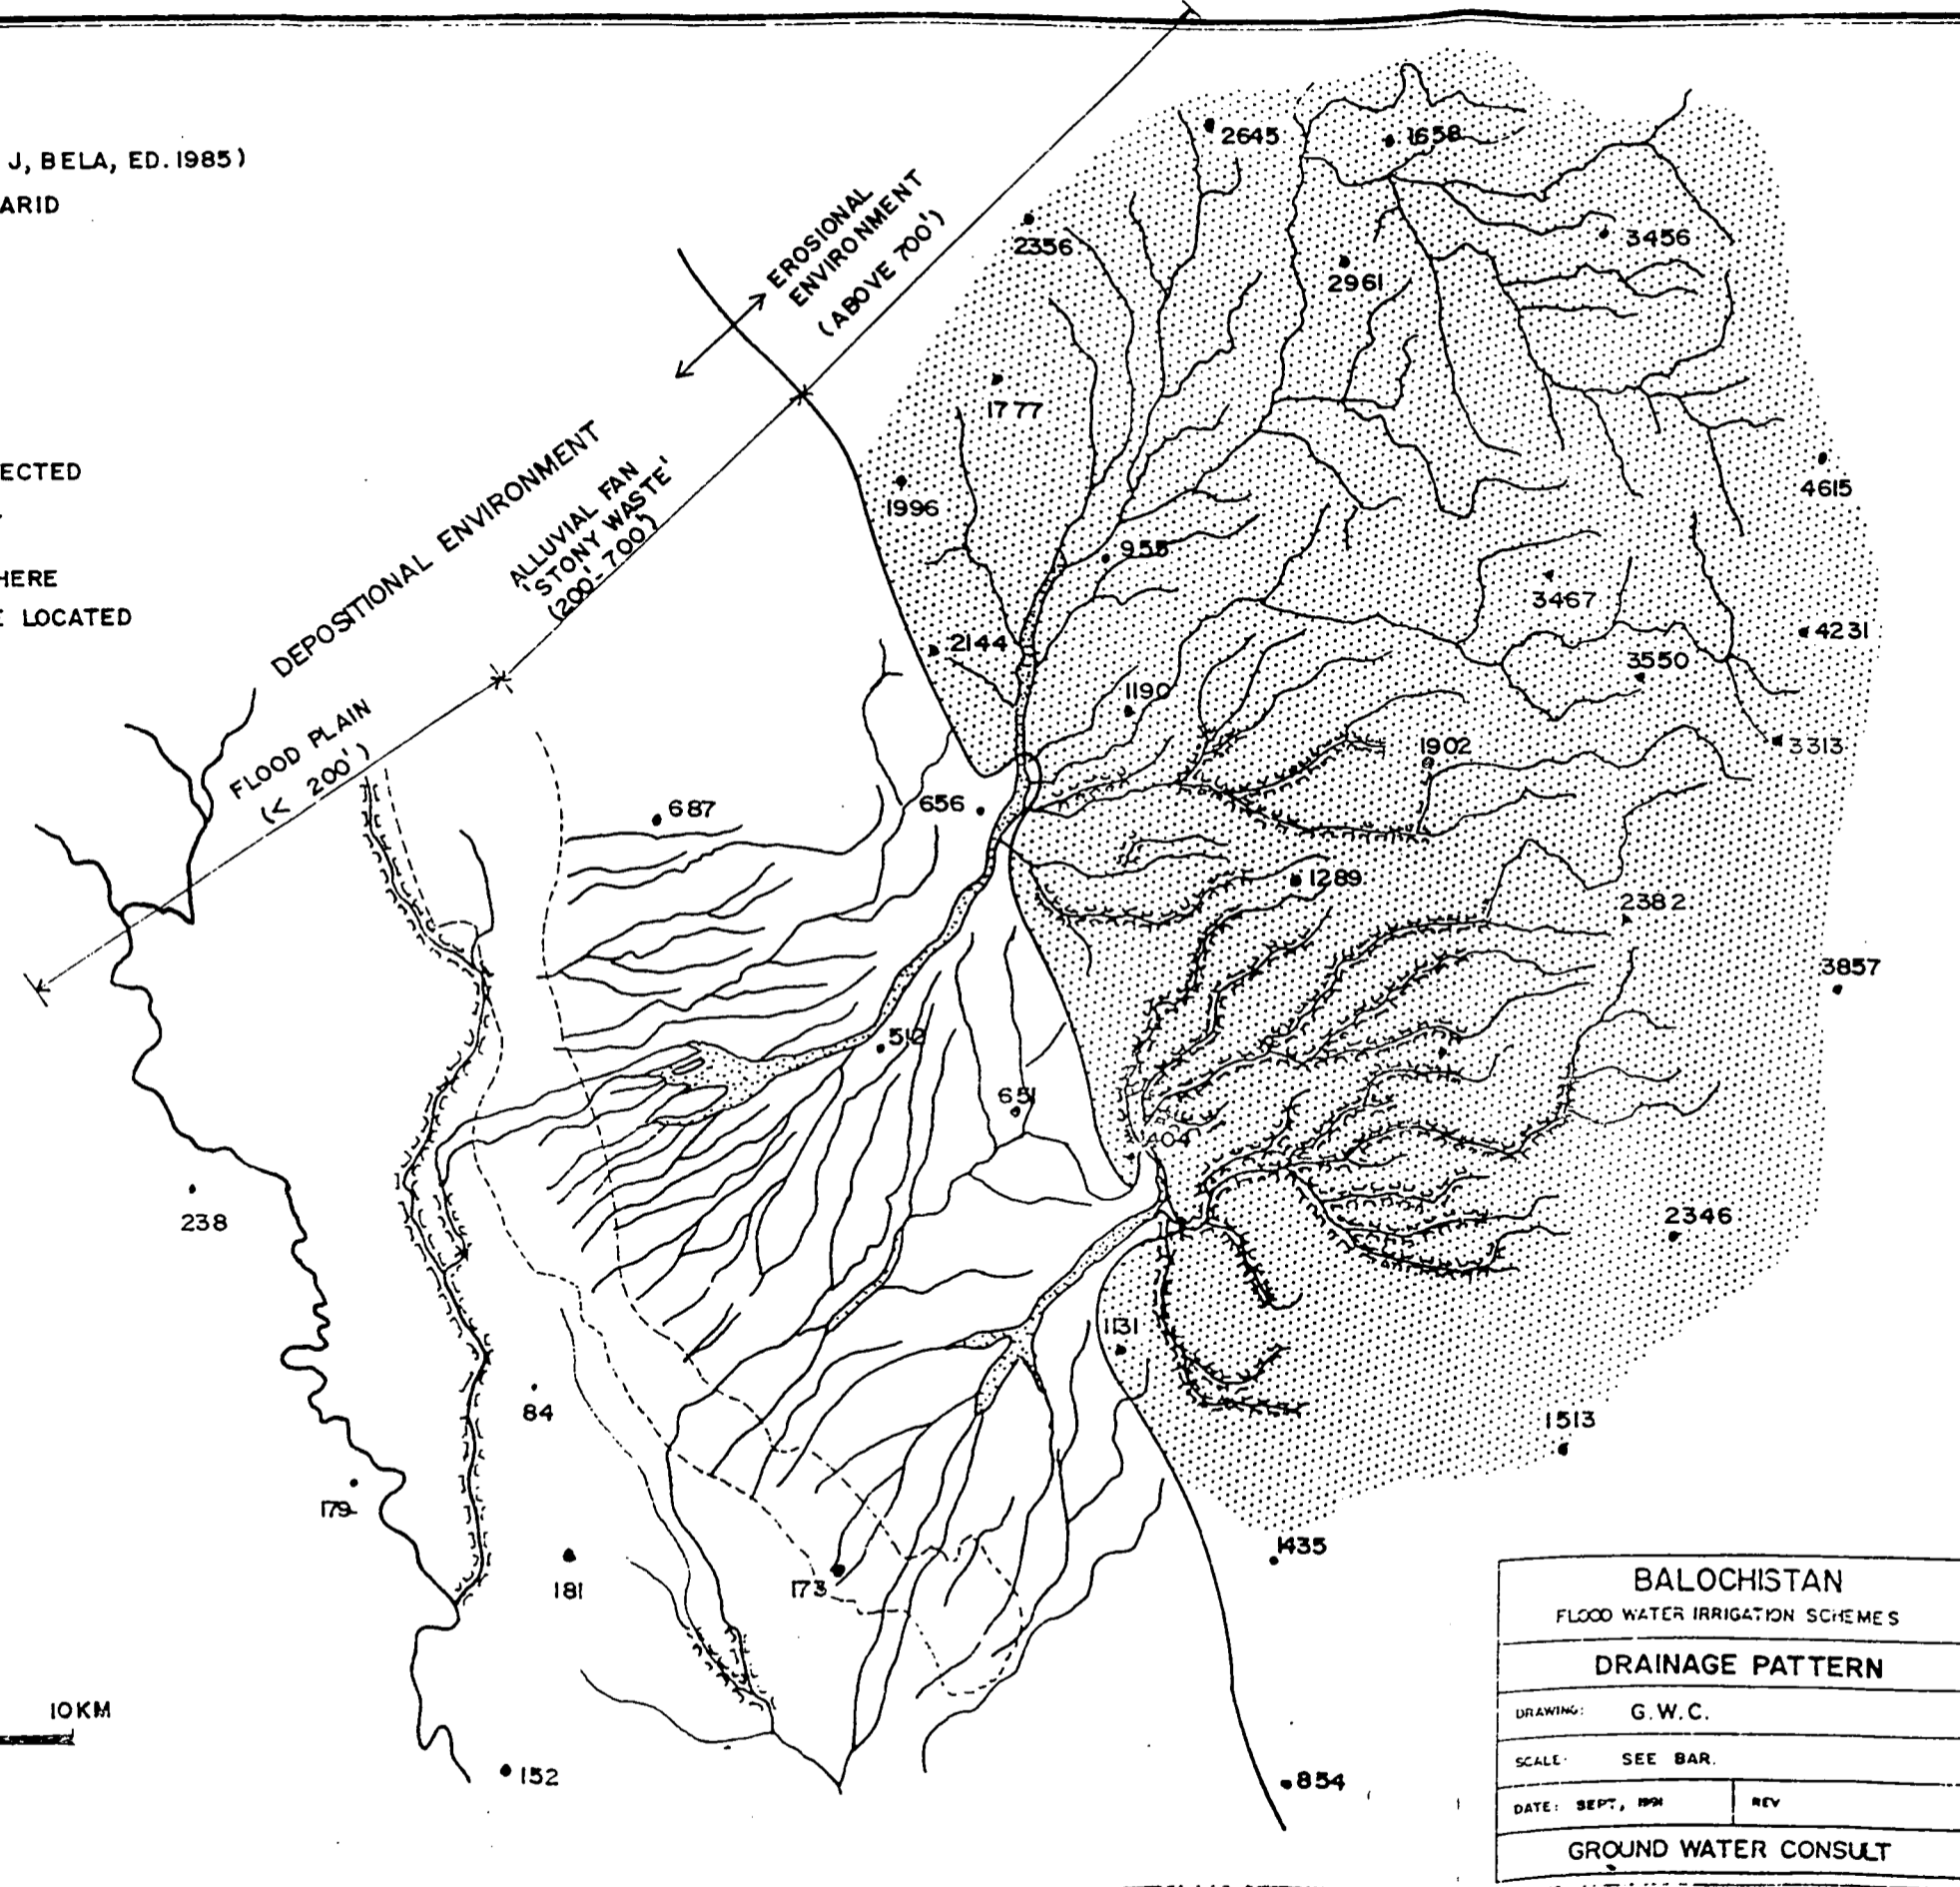 J, BELA, ED. 1985)
ARID
ECTED
HERE
LOCATED
EROSIONAL
ENVIRONMENT
(ABOVE 700')
DEPOSITIONAL ENVIRONMENT
ALLUVIAL FAN
'STONY WASTE'
(200'-700')
FLOOD PLAIN
(< 200')
2645
1658
2356
3456
2961
1777
4615
1996
955
3467
4231
2144
3550
1190
3313
1902
687
656
1289
2382
3857
512
651
404
238
2346
1131
84
1513
179
1435
181
173
152
854
10KM
BALOCHISTAN
FLOOD WATER IRRIGATION SCHEMES
DRAINAGE PATTERN
DRAWING: G.W.C.
SCALE: SEE BAR.
DATE: SEPT, 1991 REV
GROUND WATER CONSULT